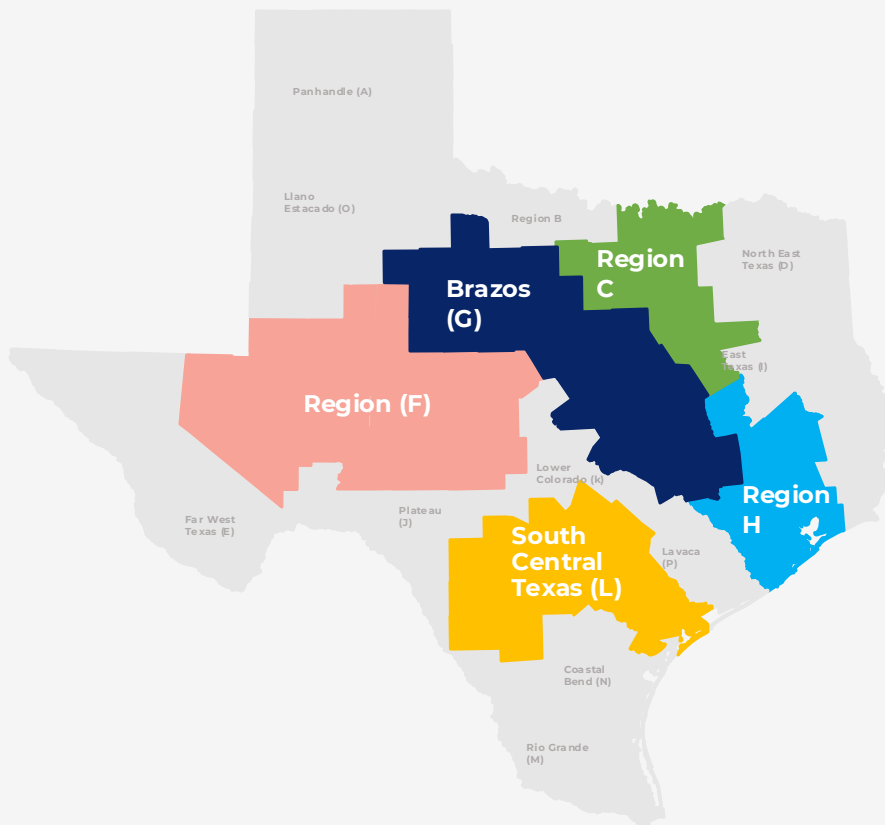 Panhandle (A)
Llano
Estacado (O)
Region B
Region
C
North East
Texas (D)
Brazos
(G)
East
Texas (I)
Region (F)
Lower
Colorado (k)
Region
H
Plateau
(J)
Far West
Texas (E)
South
Central
Texas (L)
Lavaca
(P)
Coastal
Bend (N)
Rio Grande
(M)